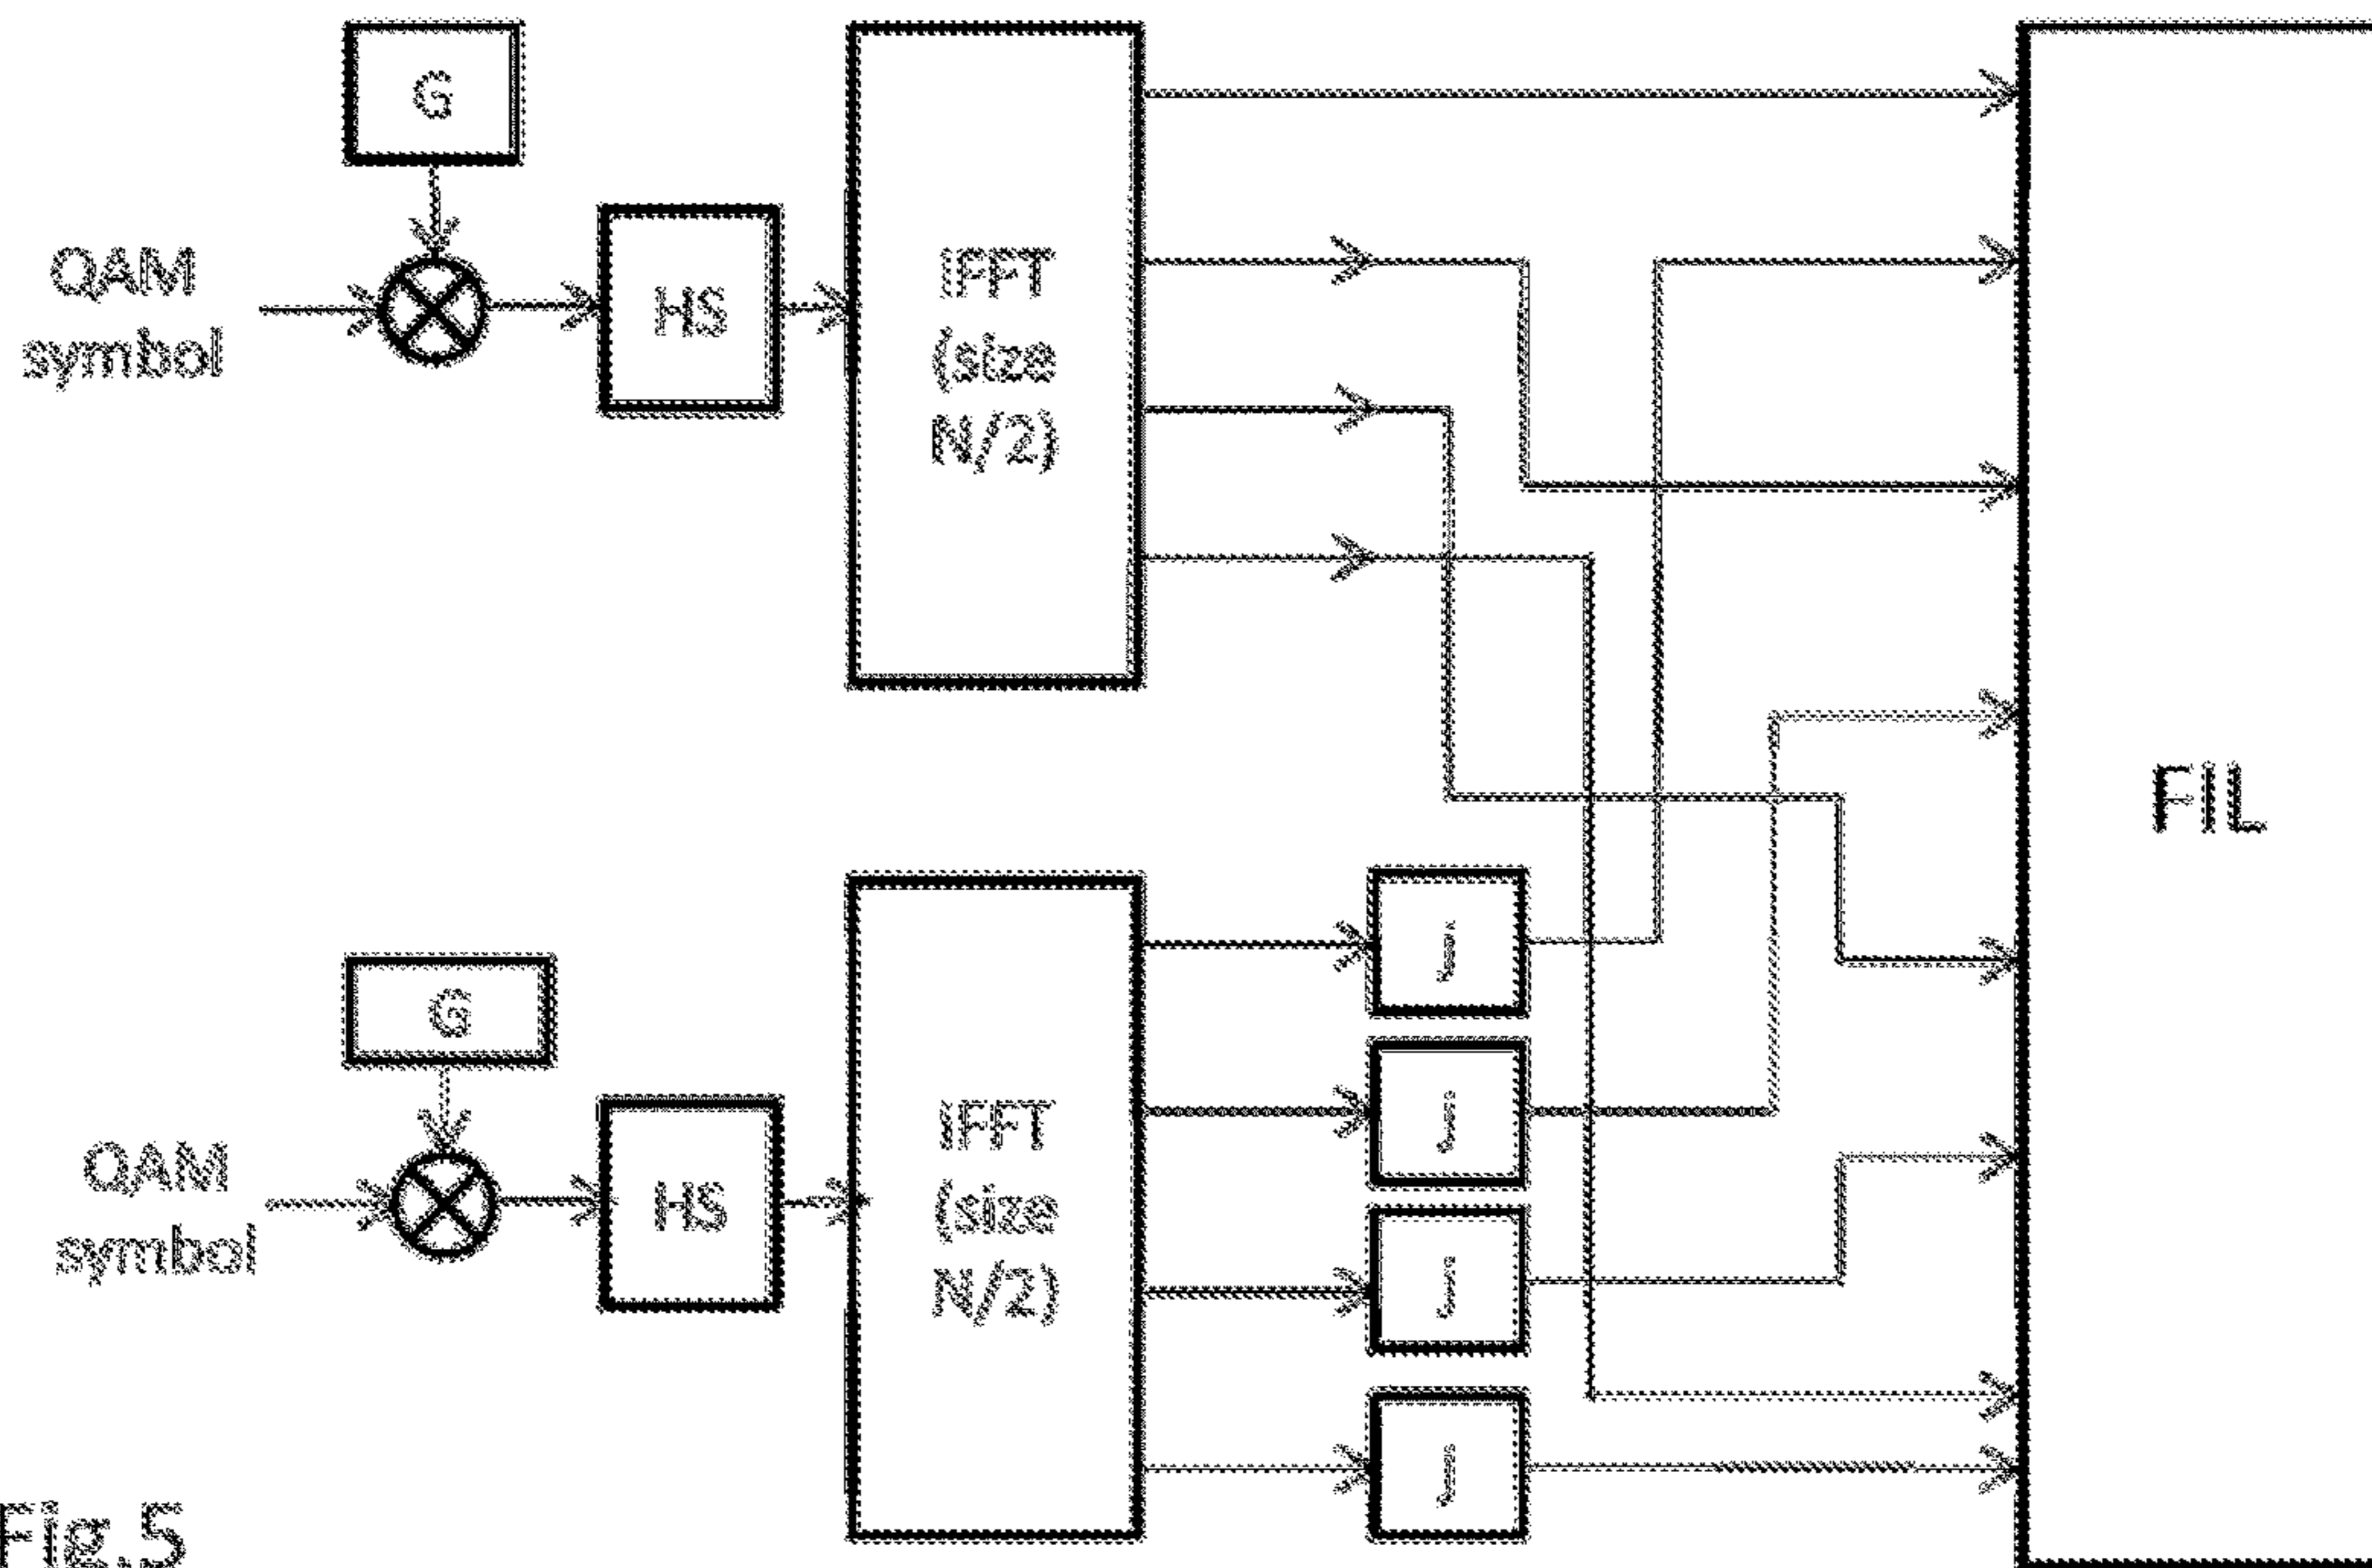 G
QAM
symbol
HS
IFFT
(size
N/2)
FIL
j
G
j
QAM
symbol
HS
IFFT
(size
N/2)
j
j
Fig.5